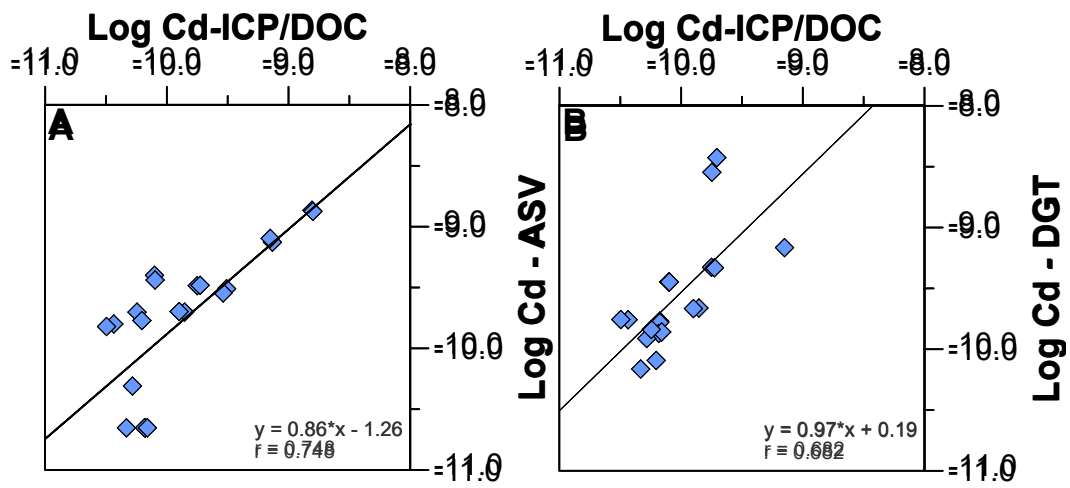 Log Cd-ICP/DOC
-11.0 -10.0 -9.0 -8.0
A
-8.0
-9.0
-10.0
-11.0
Log Cd - ASV
y = 0.86*x - 1.26
r = 0.748
Log Cd-ICP/DOC
-11.0 -10.0 -9.0 -8.0
B
-8.0
-9.0
-10.0
-11.0
Log Cd - DGT
y = 0.97*x + 0.19
r = 0.682